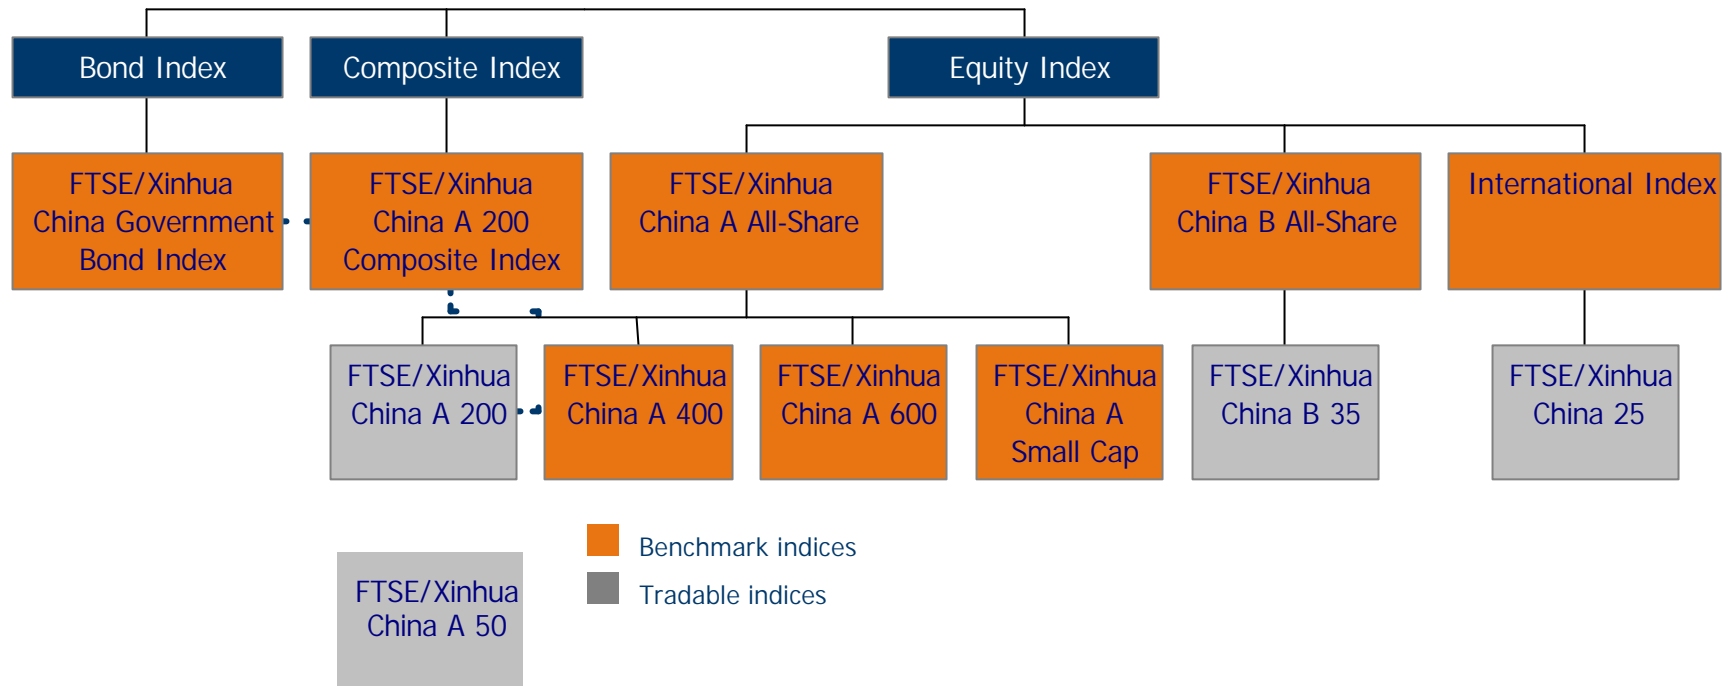 Bond Index
Composite Index
Equity Index
FTSE/Xinhua
China Government
Bond Index
FTSE/Xinhua
China A 200
Composite Index
FTSE/Xinhua
China A All-Share
FTSE/Xinhua
China B All-Share
International Index
FTSE/Xinhua
China A 200
FTSE/Xinhua
China A 400
FTSE/Xinhua
China A 600
FTSE/Xinhua
China A
Small Cap
FTSE/Xinhua
China B 35
FTSE/Xinhua
China 25
FTSE/Xinhua
China A 50
Benchmark indices
Tradable indices